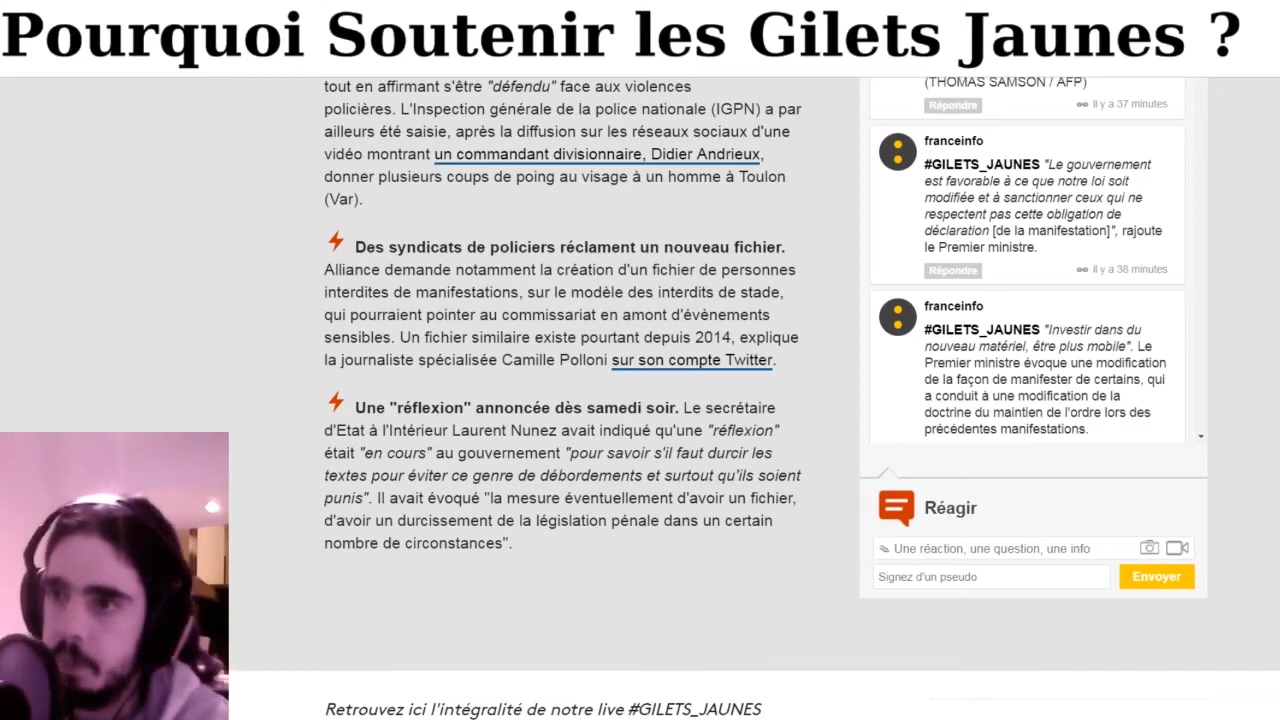 Pourquoi Soutenir les Gilets Jaunes ?
tout en affirmant s'être "défendu" face aux violences
policières. L'Inspection générale de la police nationale (IGPN) a par
ailleurs été saisie, après la diffusion sur les réseaux sociaux d'une
vidéo montrant un commandant divisionnaire, Didier Andrieux,
donner plusieurs coups de poing au visage à un homme à Toulon
(Var).
Des syndicats de policiers réclament un nouveau fichier.
Alliance demande notamment la création d'un fichier de personnes
interdites de manifestations, sur le modèle des interdits de stade,
qui pourraient pointer au commissariat en amont d'évènements
sensibles. Un fichier similaire existe pourtant depuis 2014, explique
la journaliste spécialisée Camille Polloni sur son compte Twitter.
Une "réflexion" annoncée dès samedi soir. Le secrétaire
d'Etat à l'Intérieur Laurent Nunez avait indiqué qu'une "réflexion"
était "en cours" au gouvernement "pour savoir s'il faut durcir les
textes pour éviter ce genre de débordements et surtout qu'ils soient
punis". Il avait évoqué "la mesure éventuellement d'avoir un fichier,
d'avoir un durcissement de la législation pénale dans un certain
nombre de circonstances".
(THOMAS SAMSON / AFP)
Répondre
il y a 37 minutes
franceinfo
#GILETS_JAUNES "Le gouvernement
est favorable à ce que notre loi soit
modifiée et à sanctionner ceux qui ne
respectent pas cette obligation de
déclaration [de la manifestation]", rajoute
le Premier ministre.
Répondre
il y a 38 minutes
franceinfo
#GILETS_JAUNES "Investir dans du
nouveau matériel, être plus mobile". Le
Premier ministre évoque une modification
de la façon de manifester de certains, qui
a conduit à une modification de la
doctrine du maintien de l'ordre lors des
précédentes manifestations.
Réagir
Une réaction, une question, une info
Signez d'un pseudo
Envoyer
Retrouvez ici l'intégralité de notre live #GILETS_JAUNES